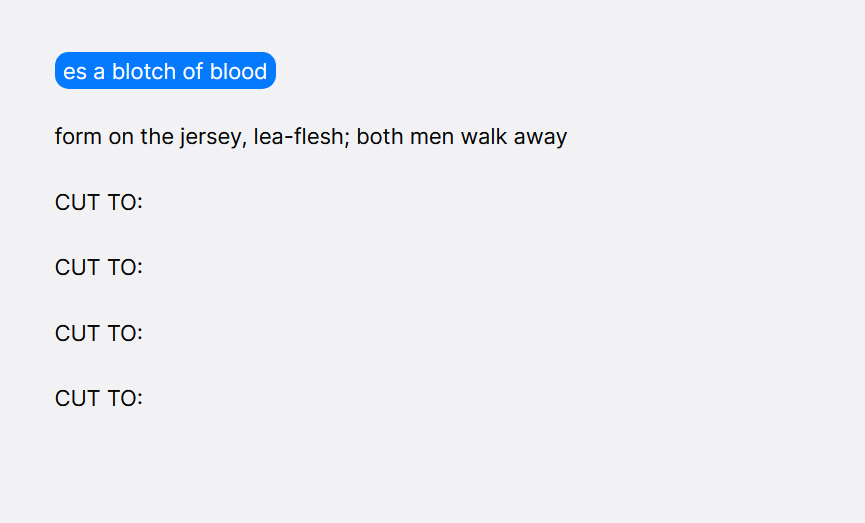 es a blotch of blood
form on the jersey, lea-flesh; both men walk away
CUT TO:
CUT TO:
CUT TO:
CUT TO: